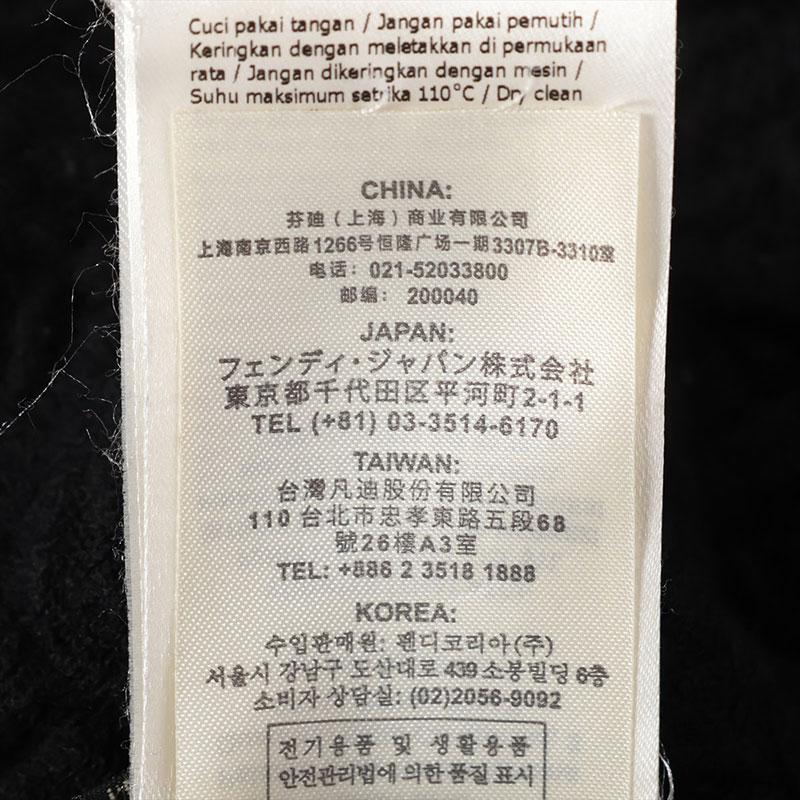 Cuci pakai tangan / Jangan pakai pemutih /
Keringkan dengan meletakkan di permukaan
rata / Jangan dikeringkan dengan mesin /
Suhu maksimum setrika 110°C / Dry clean
CHINA:
芬迪（上海）商业有限公司
上海南京西路1266号恒隆广场一期3307B-3310室
电话： 021-52033800
邮编： 200040
JAPAN:
フェンディ・ジャパン株式会社
東京都千代田区平河町2-1-1
TEL (+81) 03-3514-6170
TAIWAN:
台灣凡迪股份有限公司
110 台北市忠孝東路五段68
號26樓A3室
TEL: +886 2 3518 1888
KOREA:
수입판매원: 펜디코리아(주)
서울시 강남구 도산대로 439 소봉빌딩 6층
소비자 상담실: (02)2056-9092
전기용품 및 생활용품
안전관리법에 의한 품질 표시